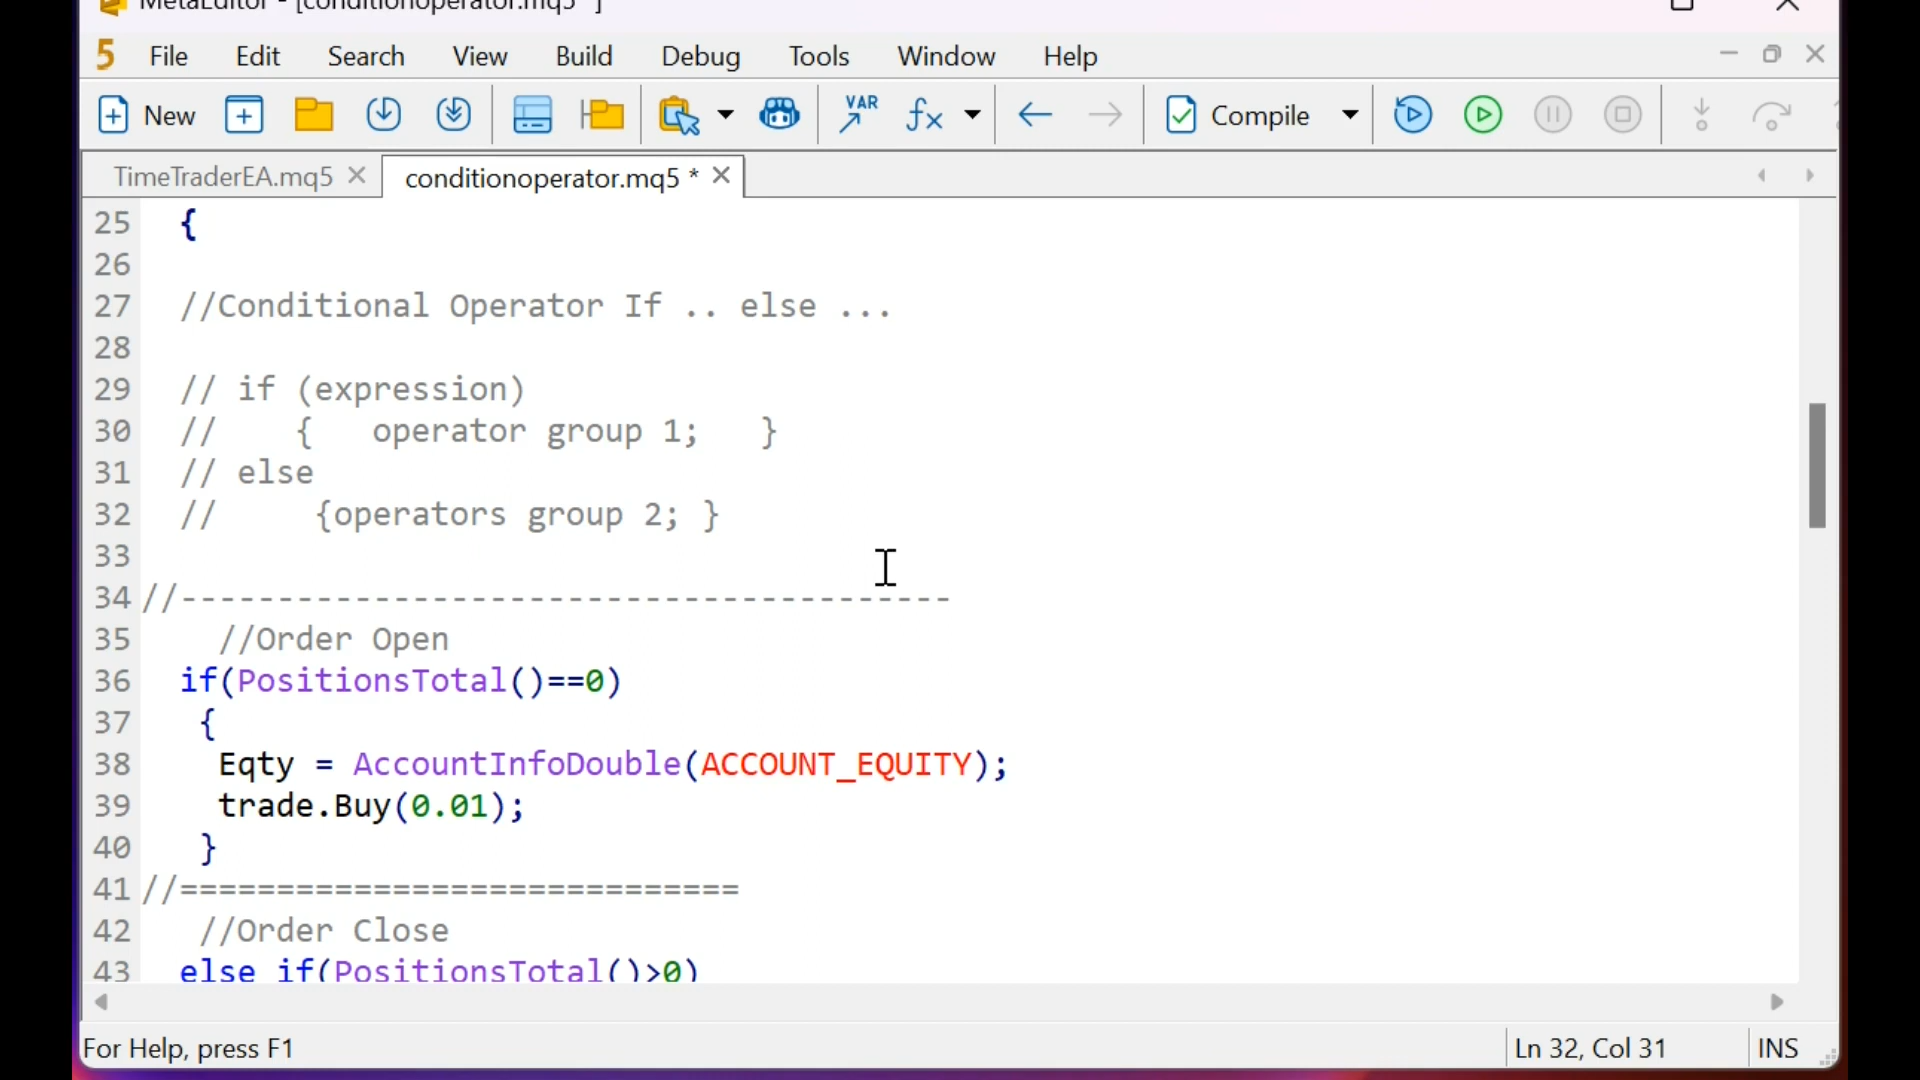 MetaEditor - [conditionoperator.mq5 * ]
5 File Edit Search View Build Debug Tools Window Help
New VAR fx Compile
TimeTraderEA.mq5 conditionoperator.mq5 *
25 {
26
27 //Conditional Operator If .. else ...
28
29 // if (expression)
30 // { operator group 1; }
31 // else
32 // {operators group 2; }
33
34 //----------------------------------------
35 //Order Open
36 if(PositionsTotal()==0)
37 {
38 Eqty = AccountInfoDouble(ACCOUNT_EQUITY);
39 trade.Buy(0.01);
40 }
41 //=============================
42 //Order Close
43 else if(PositionsTotal()>0)
For Help, press F1 Ln 32, Col 31 INS